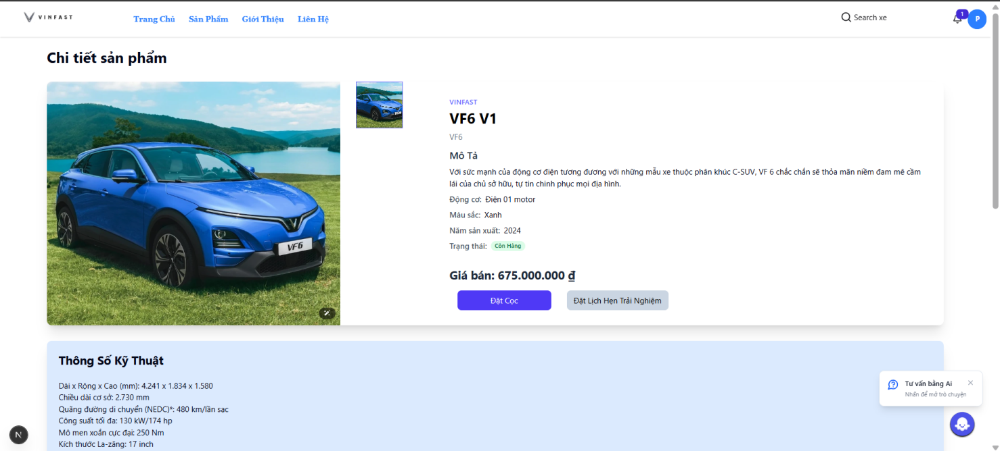 VINFAST
Trang Chủ
Sản Phẩm
Giới Thiệu
Liên Hệ
Search xe
1
P
Chi tiết sản phẩm
VF6
VINFAST
VF6 V1
VF6
Mô Tả
Với sức mạnh của động cơ điện tương đương với những mẫu xe thuộc phân khúc C-SUV, VF 6 chắc chắn sẽ thỏa mãn niềm đam mê cầm
lái của chủ sở hữu, tự tin chinh phục mọi địa hình.
Động cơ: Điện 01 motor
Màu sắc: Xanh
Năm sản xuất: 2024
Trạng thái: Còn Hàng
Giá bán: 675.000.000 ₫
Đặt Cọc
Đặt Lịch Hẹn Trải Nghiệm
Thông Số Kỹ Thuật
Dài x Rộng x Cao (mm): 4.241 x 1.834 x 1.580
Chiều dài cơ sở: 2.730 mm
Quãng đường di chuyển (NEDC)*: 480 km/lần sạc
Công suất tối đa: 130 kW/174 hp
Mô men xoắn cực đại: 250 Nm
Kích thước La-zăng: 17 inch
Tư vấn bằng Ai
Nhấn để mở trò chuyện
N